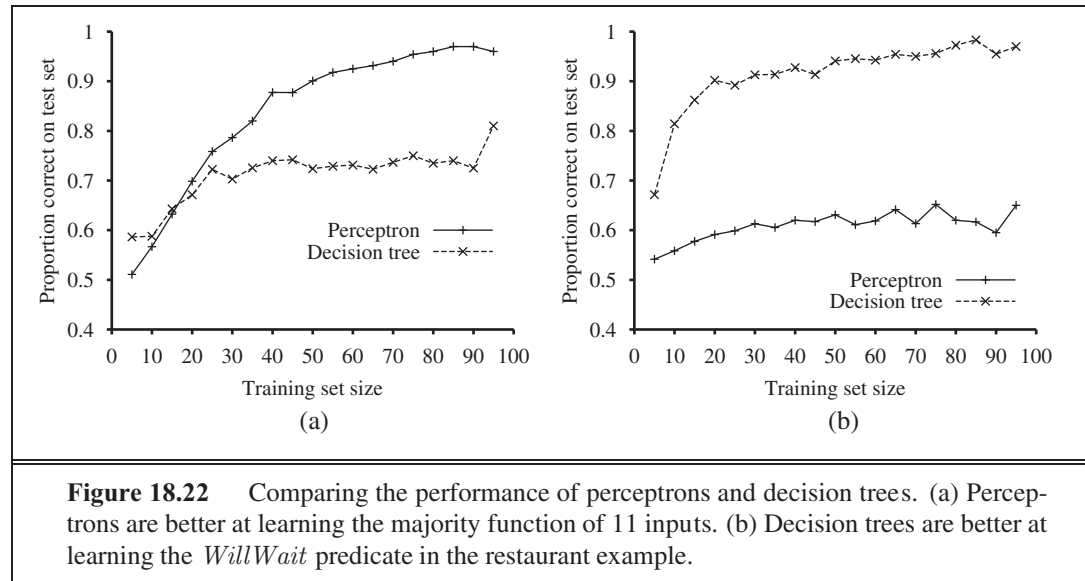 1
0.9
0.8
0.7
0.6
0.5
0.4
Proportion correct on test set
Perceptron
Decision tree
0 10 20 30 40 50 60 70 80 90 100
Training set size
(a)
1
0.9
0.8
0.7
0.6
0.5
0.4
Proportion correct on test set
Perceptron
Decision tree
0 10 20 30 40 50 60 70 80 90 100
Training set size
(b)
Figure 18.22 Comparing the performance of perceptrons and decision trees. (a) Percep-
trons are better at learning the majority function of 11 inputs. (b) Decision trees are better at
learning the WillWait predicate in the restaurant example.